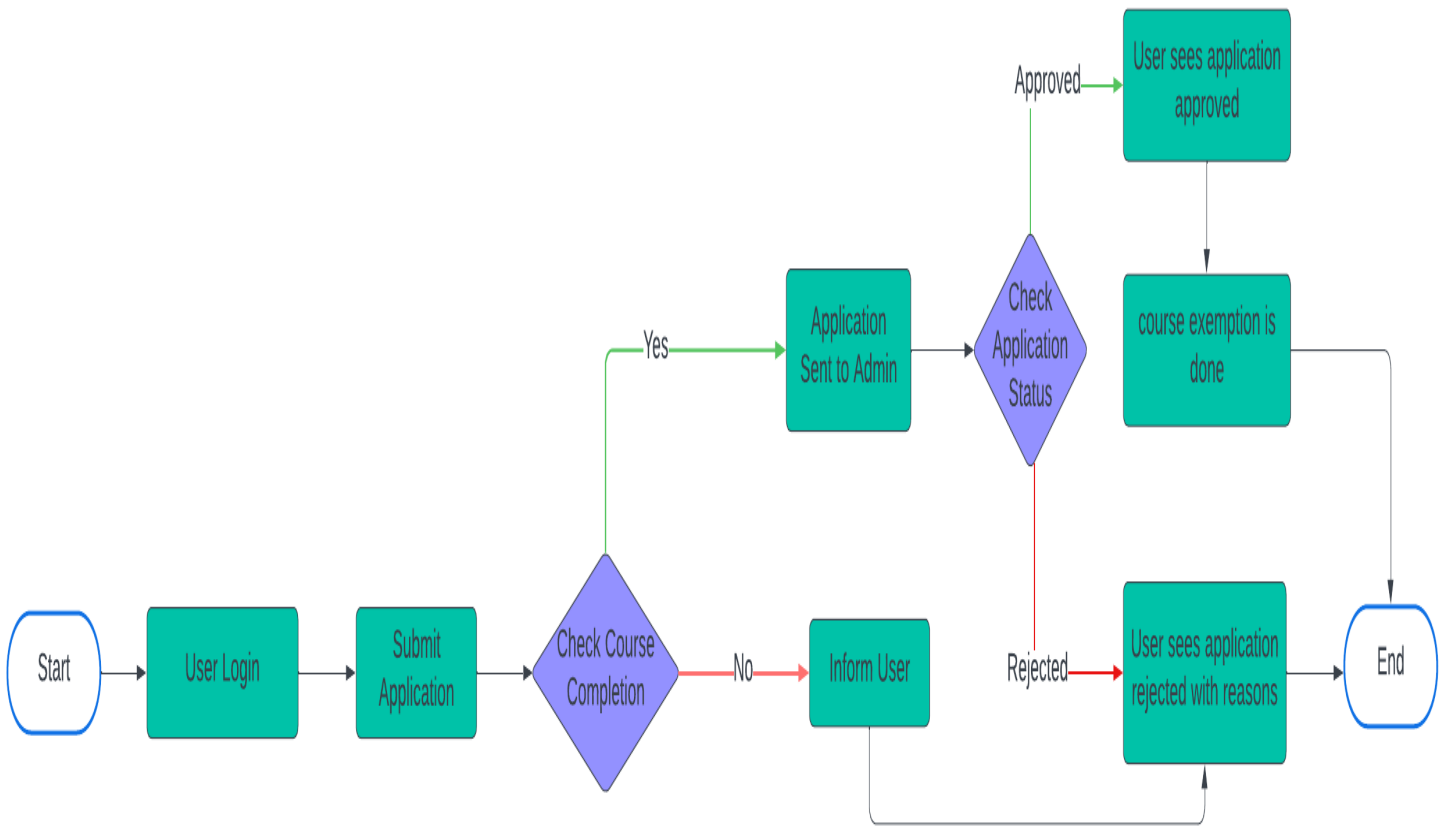 Start
User Login
Submit
Application
Check Course
Completion
Yes
No
Application
Sent to Admin
Inform User
Check
Application
Status
Approved
Rejected
User sees application
approved
course exemption is
done
User sees application
rejected with reasons
End